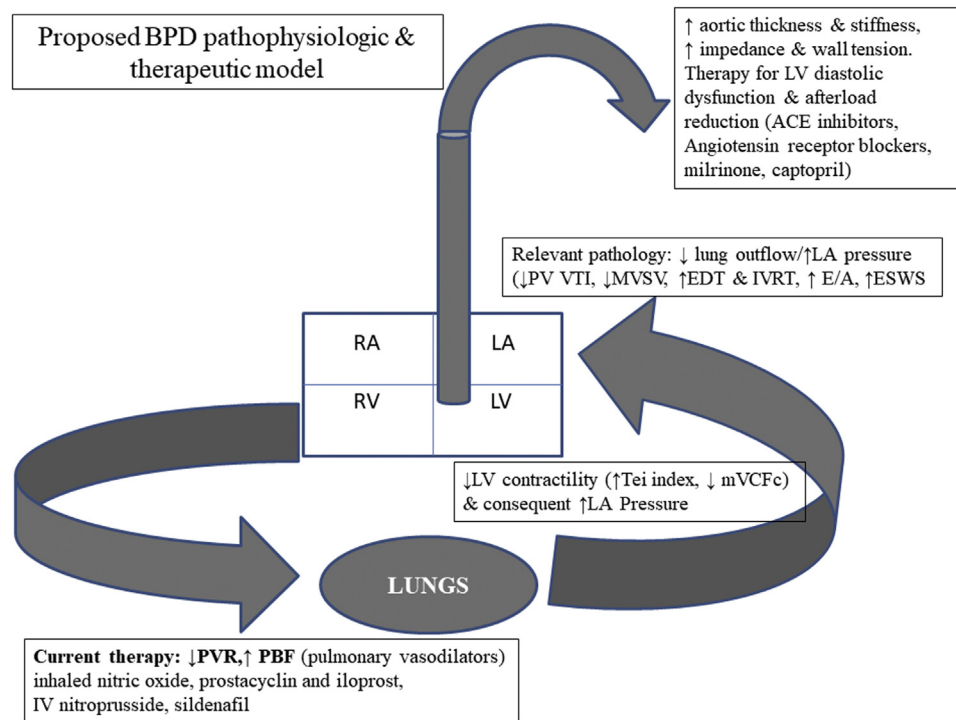 Proposed BPD pathophysiologic &
therapeutic model
↑ aortic thickness & stiffness,
↑ impedance & wall tension.
Therapy for LV diastolic
dysfunction & afterload
reduction (ACE inhibitors,
Angiotensin receptor blockers,
milrinone, captopril)
Relevant pathology: ↓ lung outflow/↑LA pressure
(↓PV VTI, ↓MVSV, ↑EDT & IVRT, ↑ E/A, ↑ESWS
RA
LA
RV
LV
↓LV contractility (↑Tei index, ↓ mVCFc)
& consequent ↑LA Pressure
LUNGS
Current therapy: ↓PVR,↑ PBF (pulmonary vasodilators)
inhaled nitric oxide, prostacyclin and iloprost,
IV nitroprusside, sildenafil